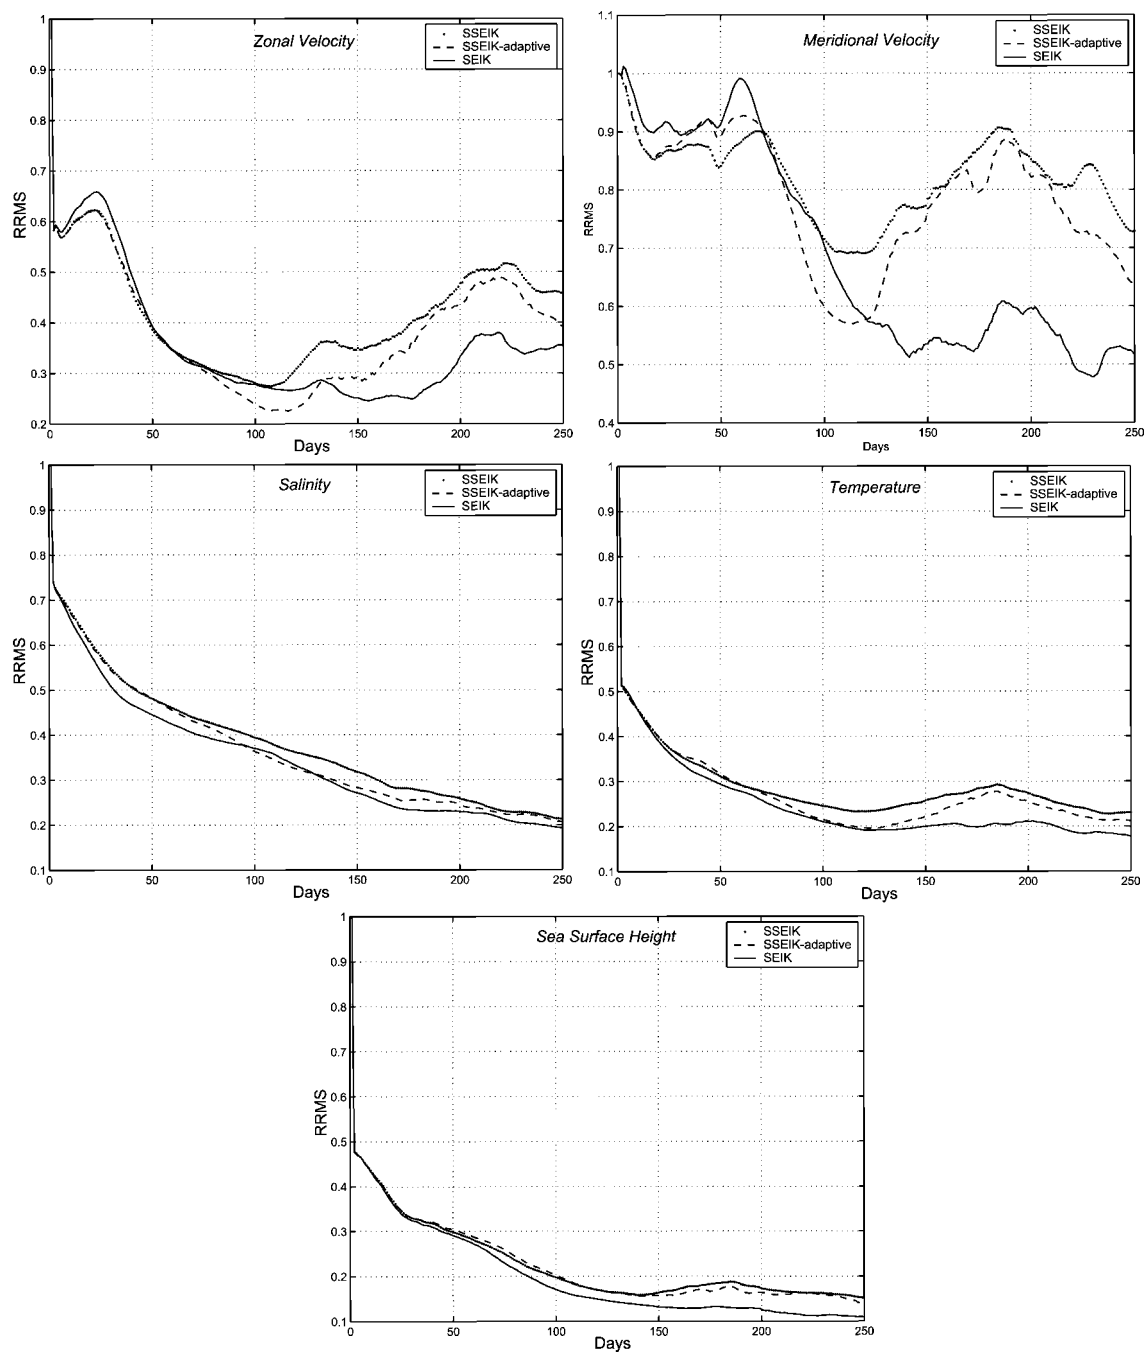 Zonal Velocity
SSEIK
SSEIK-adaptive
SEIK
1
0.9
0.8
0.7
0.6
0.5
0.4
0.3
0.2
RRMS
0 50 100 150 200 250
Days
Meridional Velocity
SSEIK
SSEIK-adaptive
SEIK
1.1
1
0.9
0.8
0.7
0.6
0.5
0.4
RRMS
0 50 100 150 200 250
Days
Salinity
SSEIK
SSEIK-adaptive
SEIK
1
0.9
0.8
0.7
0.6
0.5
0.4
0.3
0.2
0.1
RRMS
0 50 100 150 200 250
Days
Temperature
SSEIK
SSEIK-adaptive
SEIK
1
0.9
0.8
0.7
0.6
0.5
0.4
0.3
0.2
0.1
RRMS
0 50 100 150 200 250
Days
Sea Surface Height
SSEIK
SSEIK-adaptive
SEIK
1
0.9
0.8
0.7
0.6
0.5
0.4
0.3
0.2
0.1
RRMS
0 50 100 150 200 250
Days